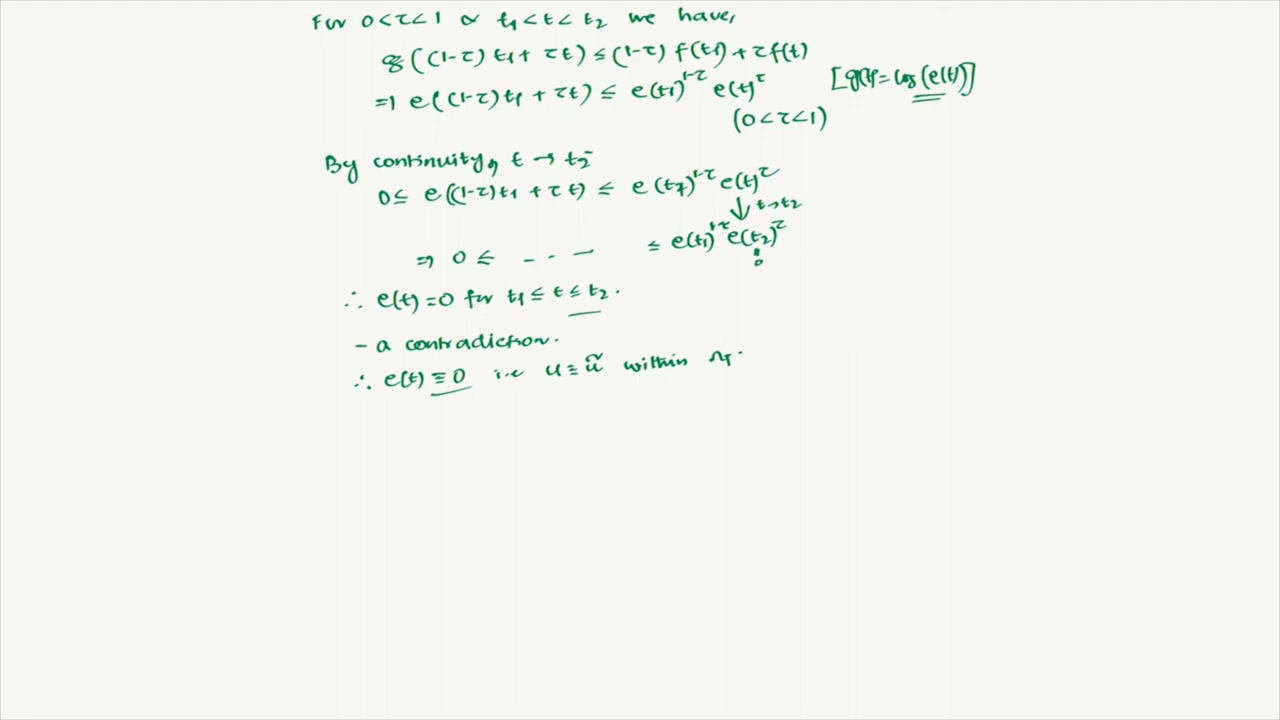 For 0<τ<1 & t₁<t<t₂ we have,
g((1-τ)t₁+τt) ≤ (1-τ) f(t₁) + τf(t)
[g(t)=log(e(t))]
⇒ e((1-τ)t₁ + τt) ≤ e(t₁)^{1-τ} e(t)^τ
(0<τ<1)
By continuity, t → t₂⁻
0 ≤ e((1-τ)t₁ + τt) ≤ e(t₁)^{1-τ} e(t)^τ
↓ t→t₂
⇒ 0 ≤ - - - ≤ e(t₁)^{1-τ} e(t₂)^τ
0
∴ e(t)=0 for t₁ ≤ t ≤ t₂.
- a contradiction.
∴ e(t) ≡ 0 i.e u ≡ ũ within Ω_T.